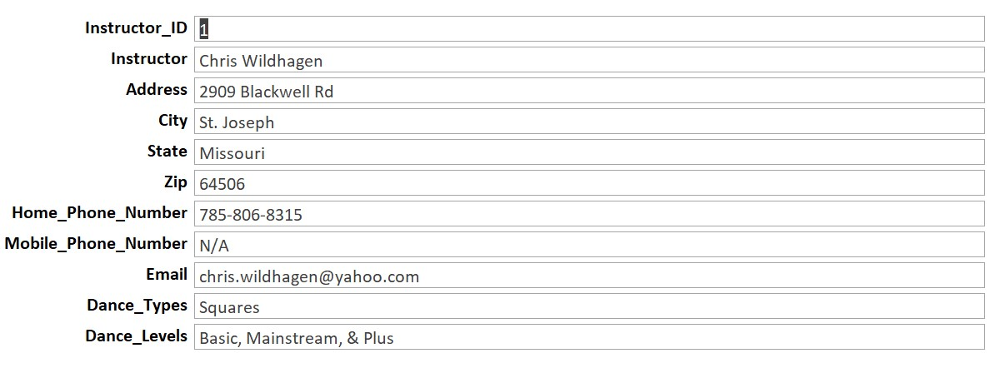 Instructor_ID 1
Instructor Chris Wildhagen
Address 2909 Blackwell Rd
City St. Joseph
State Missouri
Zip 64506
Home_Phone_Number 785-806-8315
Mobile_Phone_Number N/A
Email chris.wildhagen@yahoo.com
Dance_Types Squares
Dance_Levels Basic, Mainstream, & Plus